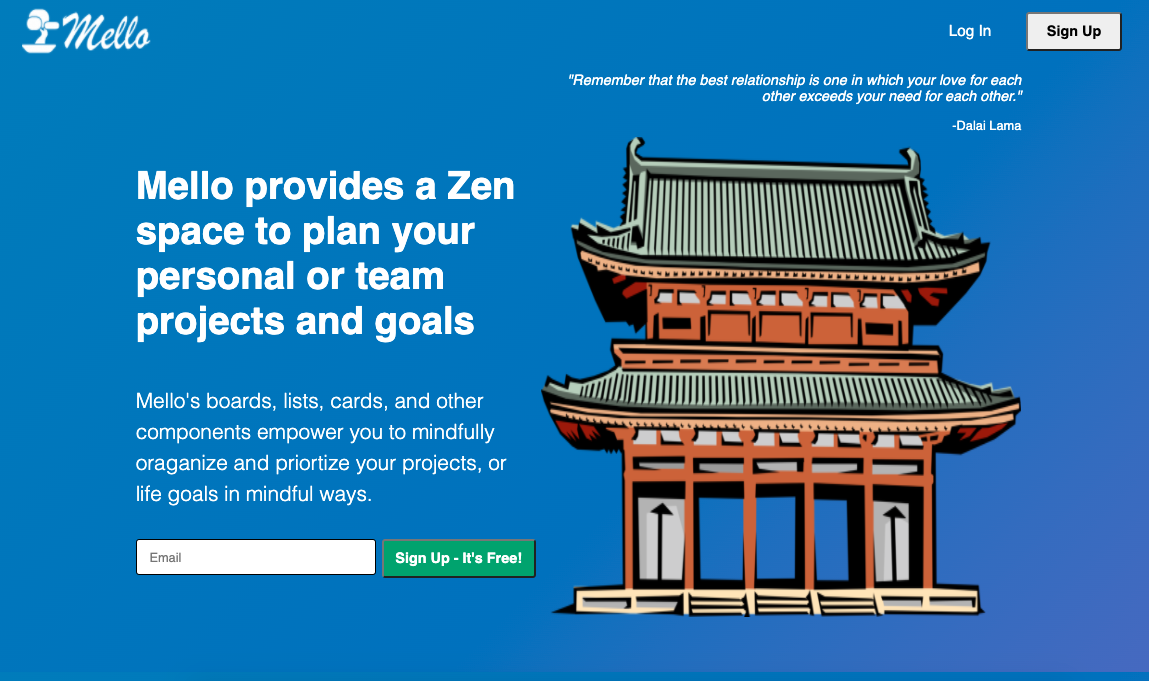 Mello
Log In
Sign Up
"Remember that the best relationship is one in which your love for each
other exceeds your need for each other."
-Dalai Lama
Mello provides a Zen
space to plan your
personal or team
projects and goals
Mello's boards, lists, cards, and other
components empower you to mindfully
oraganize and priortize your projects, or
life goals in mindful ways.
Email
Sign Up - It's Free!